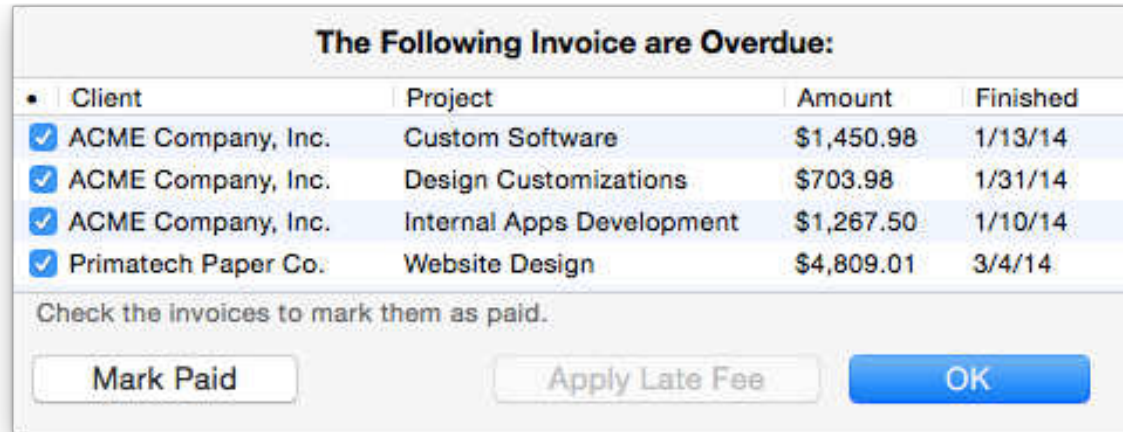 The Following Invoice are Overdue:
• Client Project Amount Finished
ACME Company, Inc. Custom Software $1,450.98 1/13/14
ACME Company, Inc. Design Customizations $703.98 1/31/14
ACME Company, Inc. Internal Apps Development $1,267.50 1/10/14
Primatech Paper Co. Website Design $4,809.01 3/4/14
Check the invoices to mark them as paid.
Mark Paid Apply Late Fee OK